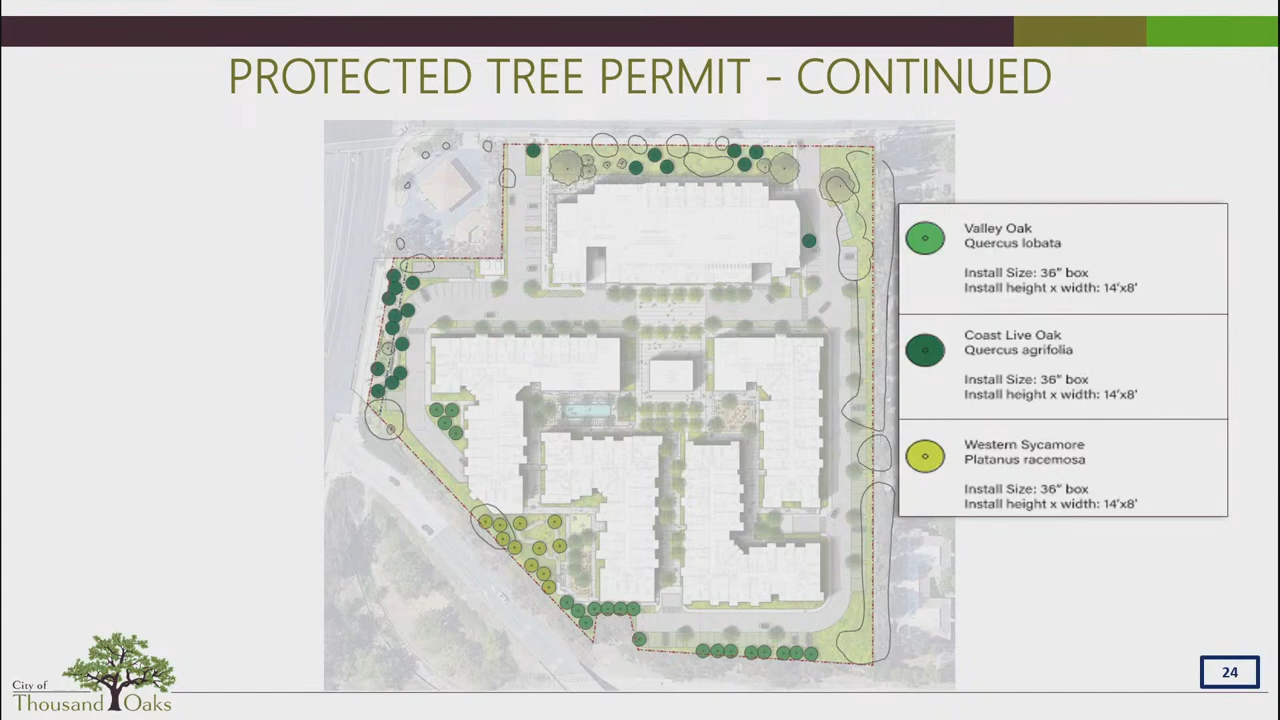 PROTECTED TREE PERMIT - CONTINUED
Valley Oak
Quercus lobata
Install Size: 36" box
Install height x width: 14'x8'
Coast Live Oak
Quercus agrifolia
Install Size: 36" box
Install height x width: 14'x8'
Western Sycamore
Platanus racemosa
Install Size: 36" box
Install height x width: 14'x8'
City of
Thousand Oaks
24